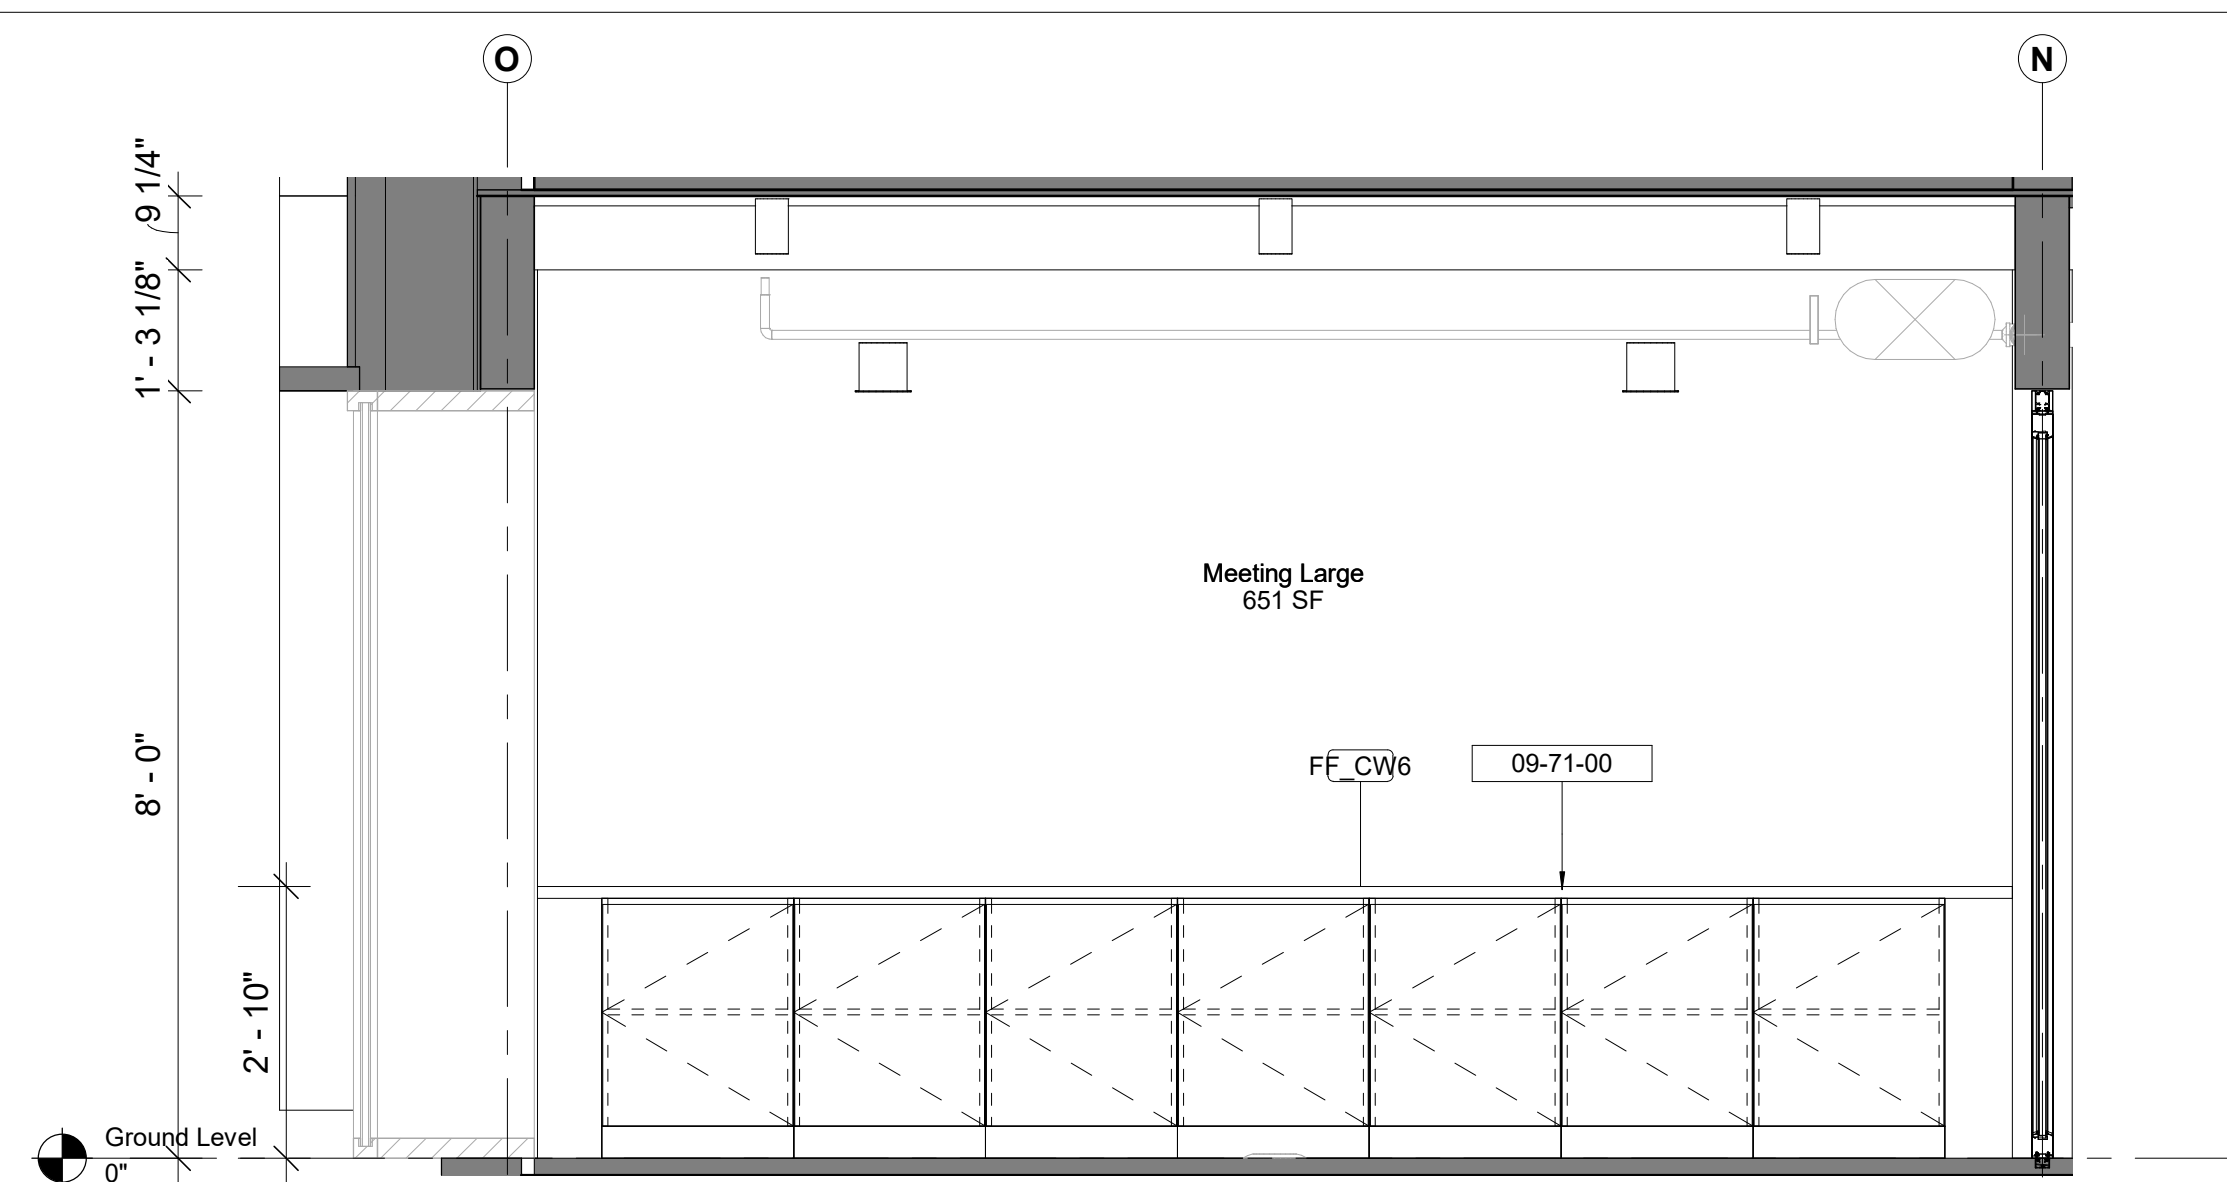 O
N
9 1/4"
1' - 3 1/8"
8' - 0"
2' - 10"
Meeting Large
651 SF
FF_CW6
09-71-00
Ground Level
0"